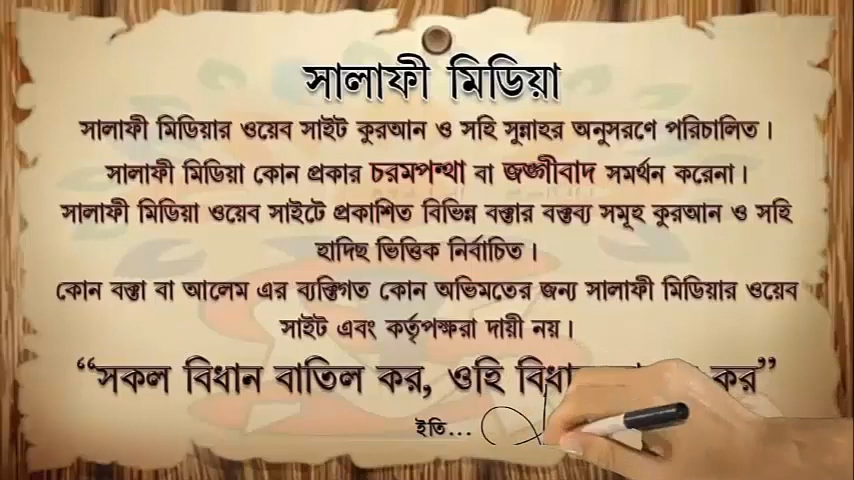 সালাফী মিডিয়া
সালাফী মিডিয়ার ওয়েব সাইট কুরআন ও সহি সুন্নাহর অনুসরণে পরিচালিত।
সালাফী মিডিয়া কোন প্রকার চরমপন্থা বা জঙ্গীবাদ সমর্থন করেনা।
সালাফী মিডিয়া ওয়েব সাইটে প্রকাশিত বিভিন্ন বক্তার বক্তব্য সমূহ কুরআন ও সহি
হাদিছ ভিত্তিক নির্বাচিত।
কোন বক্তা বা আলেম এর ব্যক্তিগত কোন অভিমতের জন্য সালাফী মিডিয়ার ওয়েব
সাইট এবং কর্তৃপক্ষরা দায়ী নয়।
“সকল বিধান বাতিল কর, ওহি কর”
ইতি...